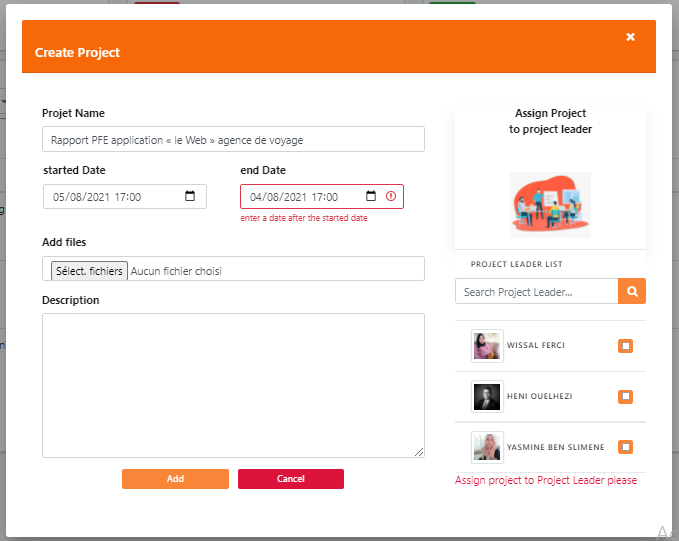 Create Project
×
Projet Name
Rapport PFE application « le Web » agence de voyage
started Date
end Date
05/08/2021 17:00
04/08/2021 17:00
enter a date after the started date
Add files
Sélect. fichiers Aucun fichier choisi
Description
Add
Cancel
Assign Project
to project leader
PROJECT LEADER LIST
Search Project Leader...
WISSAL FERCI
HENI OUELHEZI
YASMINE BEN SLIMENE
Assign project to Project Leader please